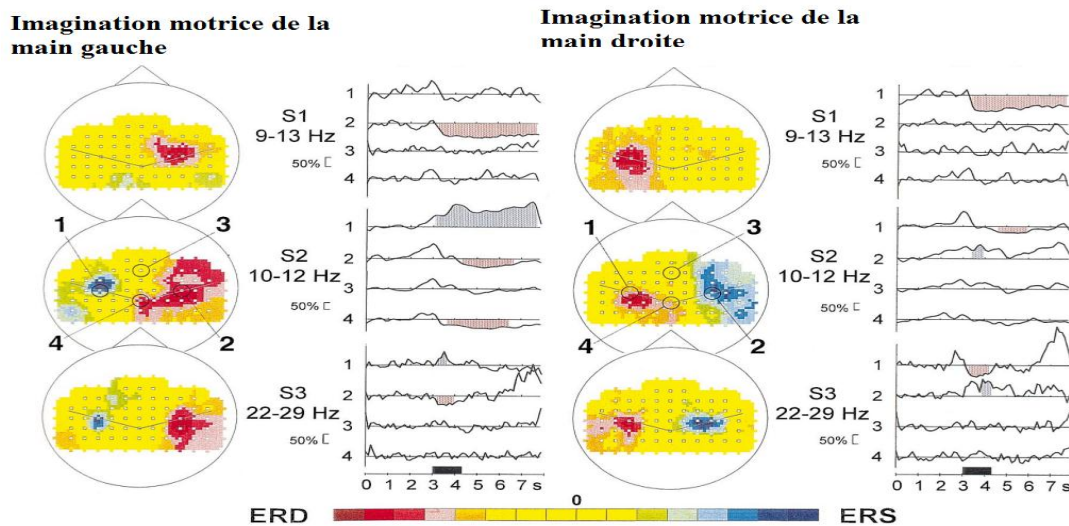 Imagination motrice de la
main gauche
1
2
3
4
S1
9-13 Hz
50%
1
3
4
2
1
2
3
4
S2
10-12 Hz
50%
1
2
3
4
S3
22-29 Hz
50%
0 1 2 3 4 5 6 7 s
Imagination motrice de la
main droite
1
2
3
4
S1
9-13 Hz
50%
1
3
4
2
1
2
3
4
S2
10-12 Hz
50%
1
2
3
4
S3
22-29 Hz
50%
0 1 2 3 4 5 6 7 s
0
ERD
ERS